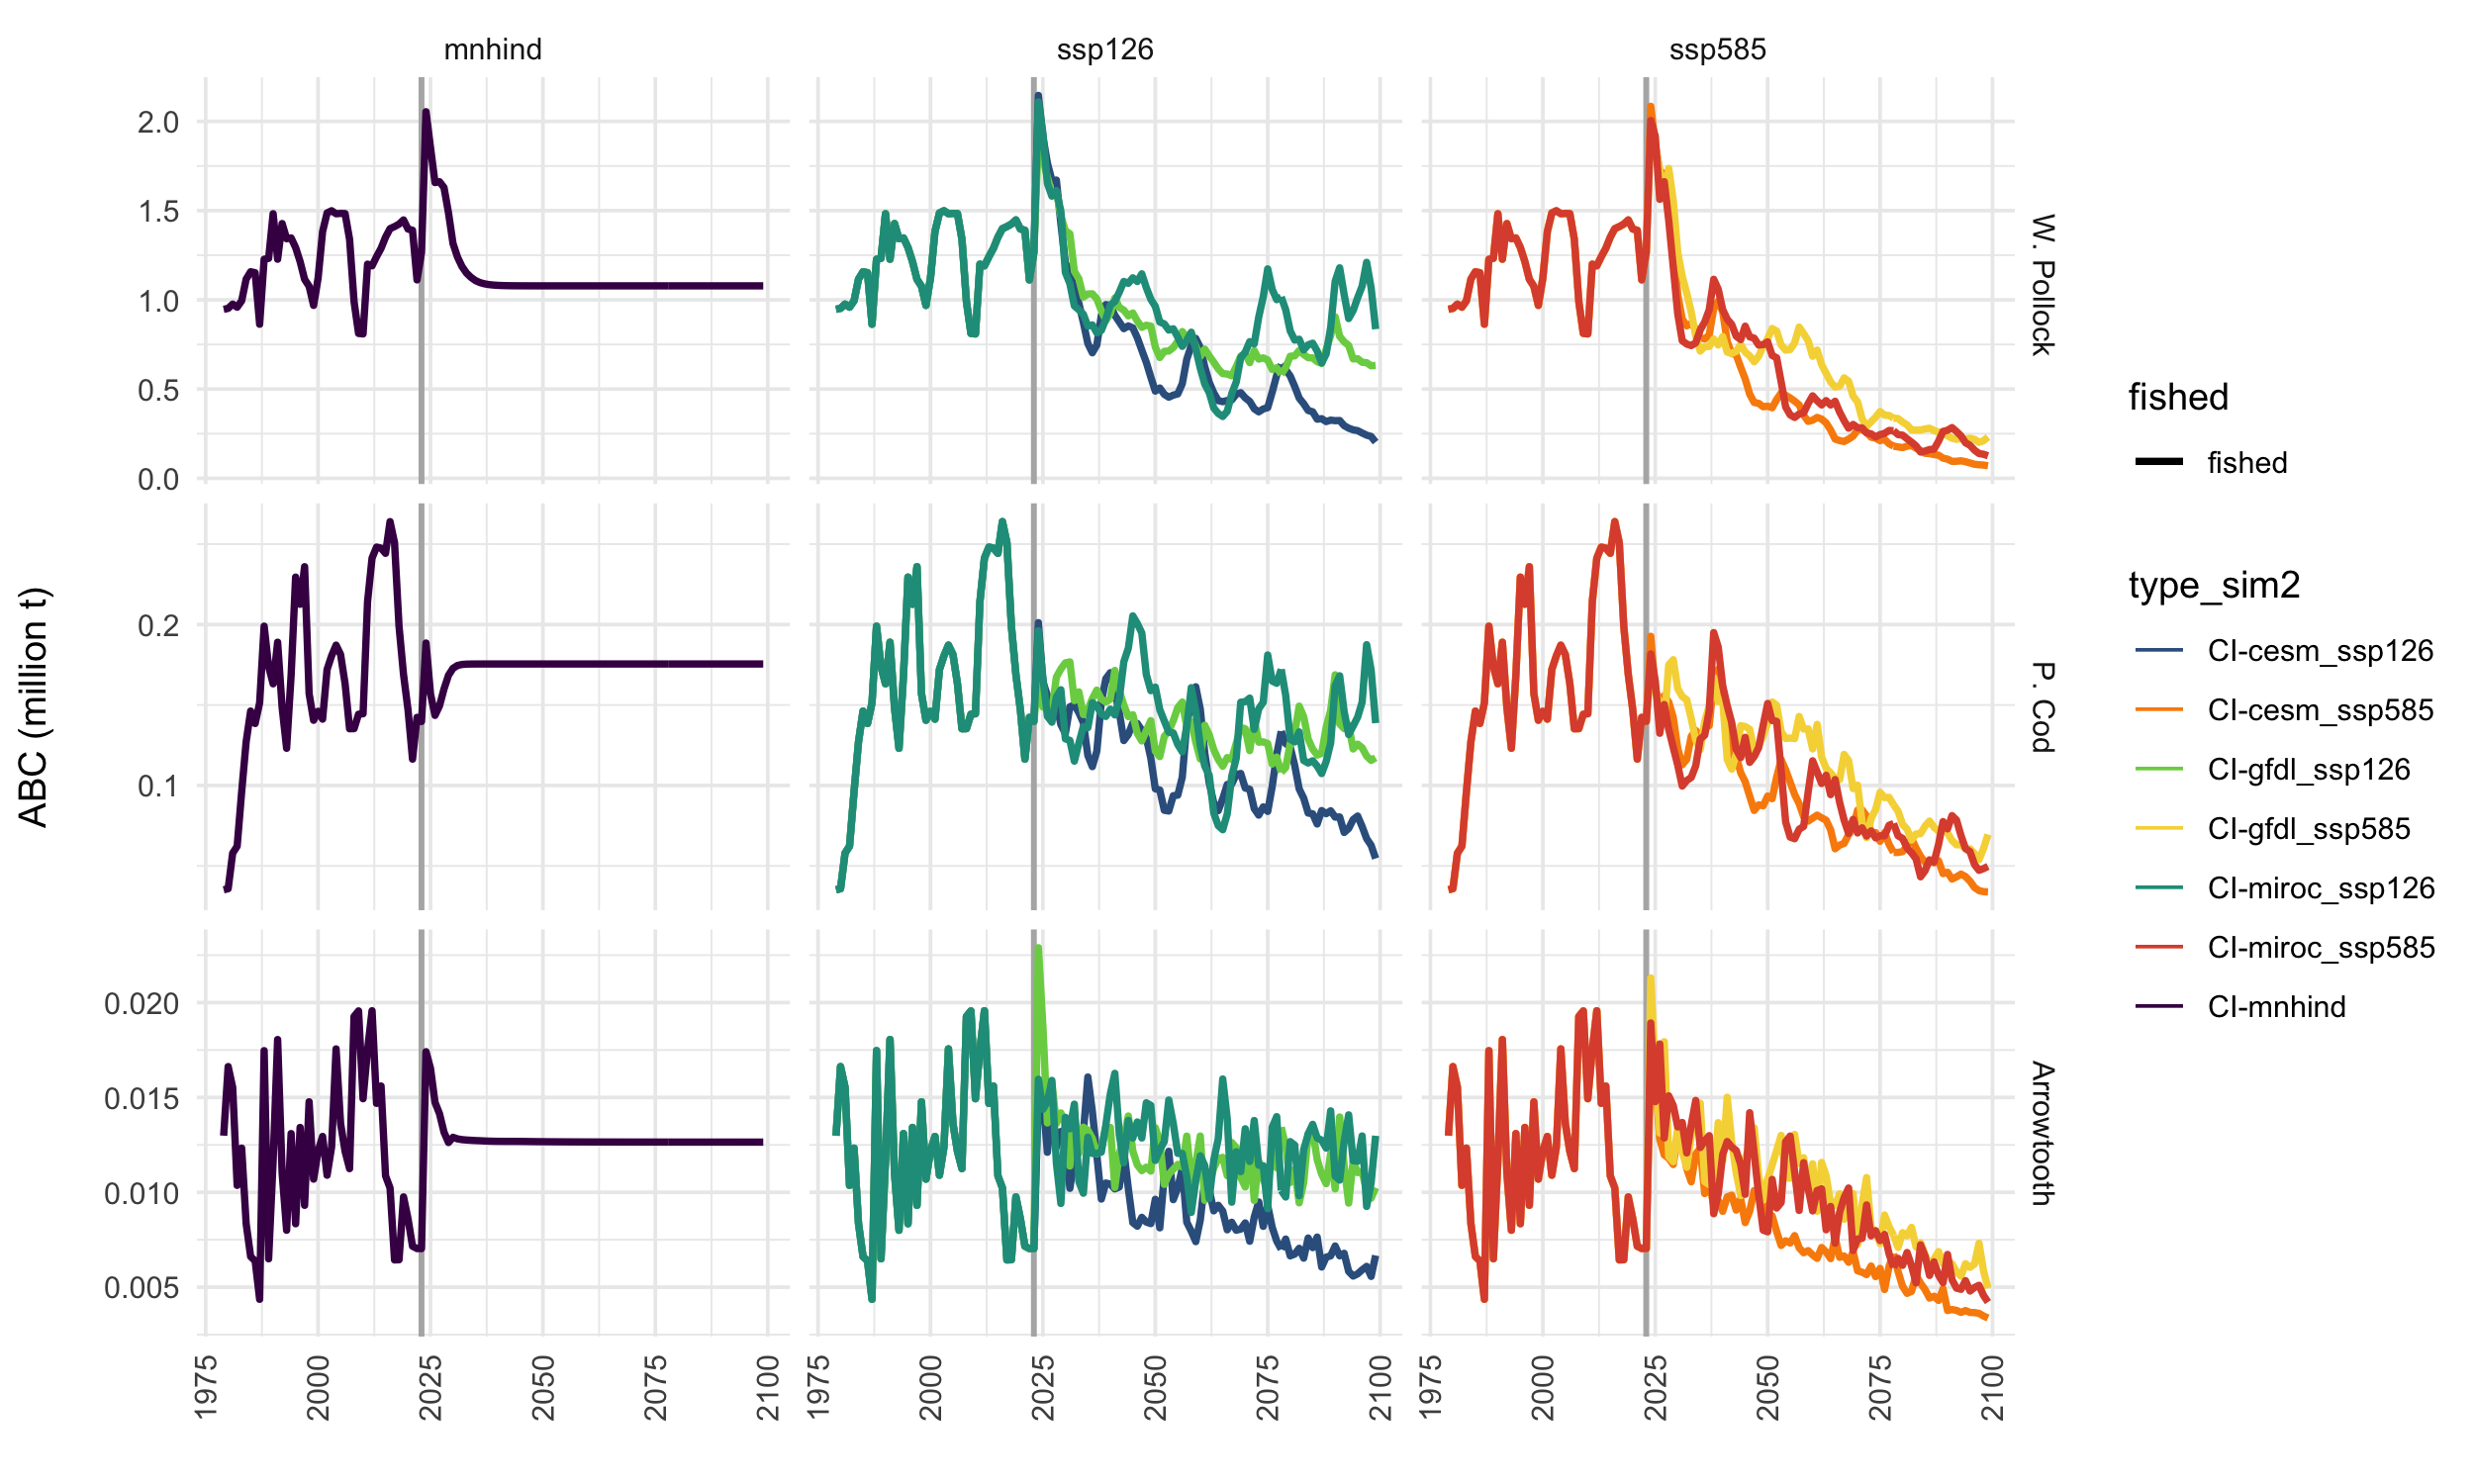 mnhind ssp126 ssp585
ABC (million t)
2.0
1.5
1.0
0.5
0.0
W. Pollock
0.2
0.1
P. Cod
0.020
0.015
0.010
0.005
Arrowtooth
1975 2000 2025 2050 2075 2100 1975 2000 2025 2050 2075 2100 1975 2000 2025 2050 2075 2100
fished
fished
type_sim2
CI-cesm_ssp126
CI-cesm_ssp585
CI-gfdl_ssp126
CI-gfdl_ssp585
CI-miroc_ssp126
CI-miroc_ssp585
CI-mnhind